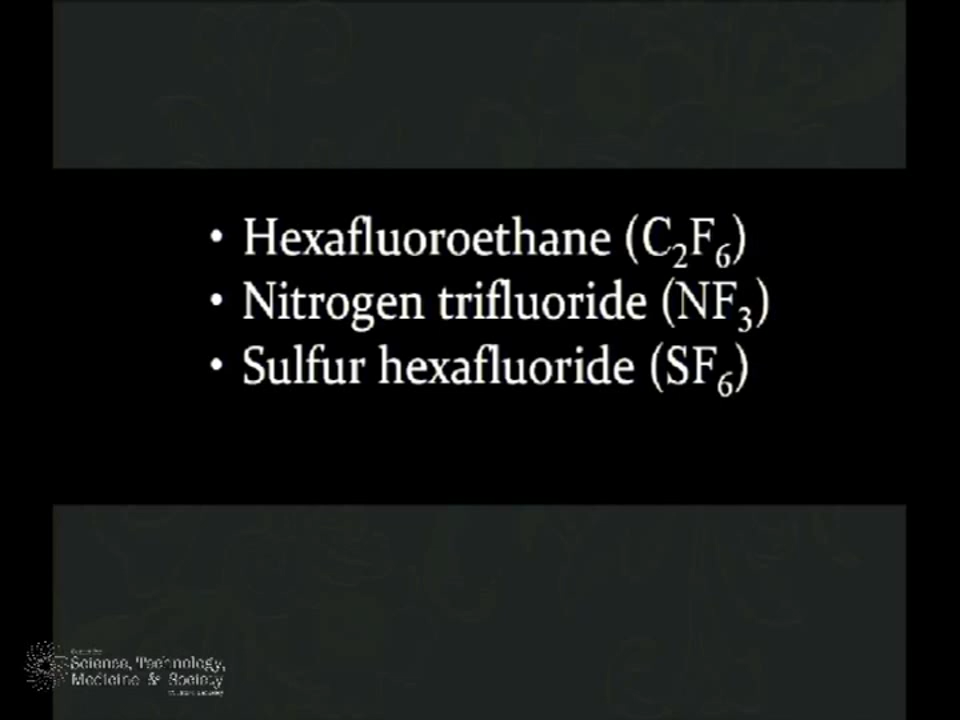 • Hexafluoroethane (C₂F₆)
• Nitrogen trifluoride (NF₃)
• Sulfur hexafluoride (SF₆)
Science, Technology,
Medicine & Society